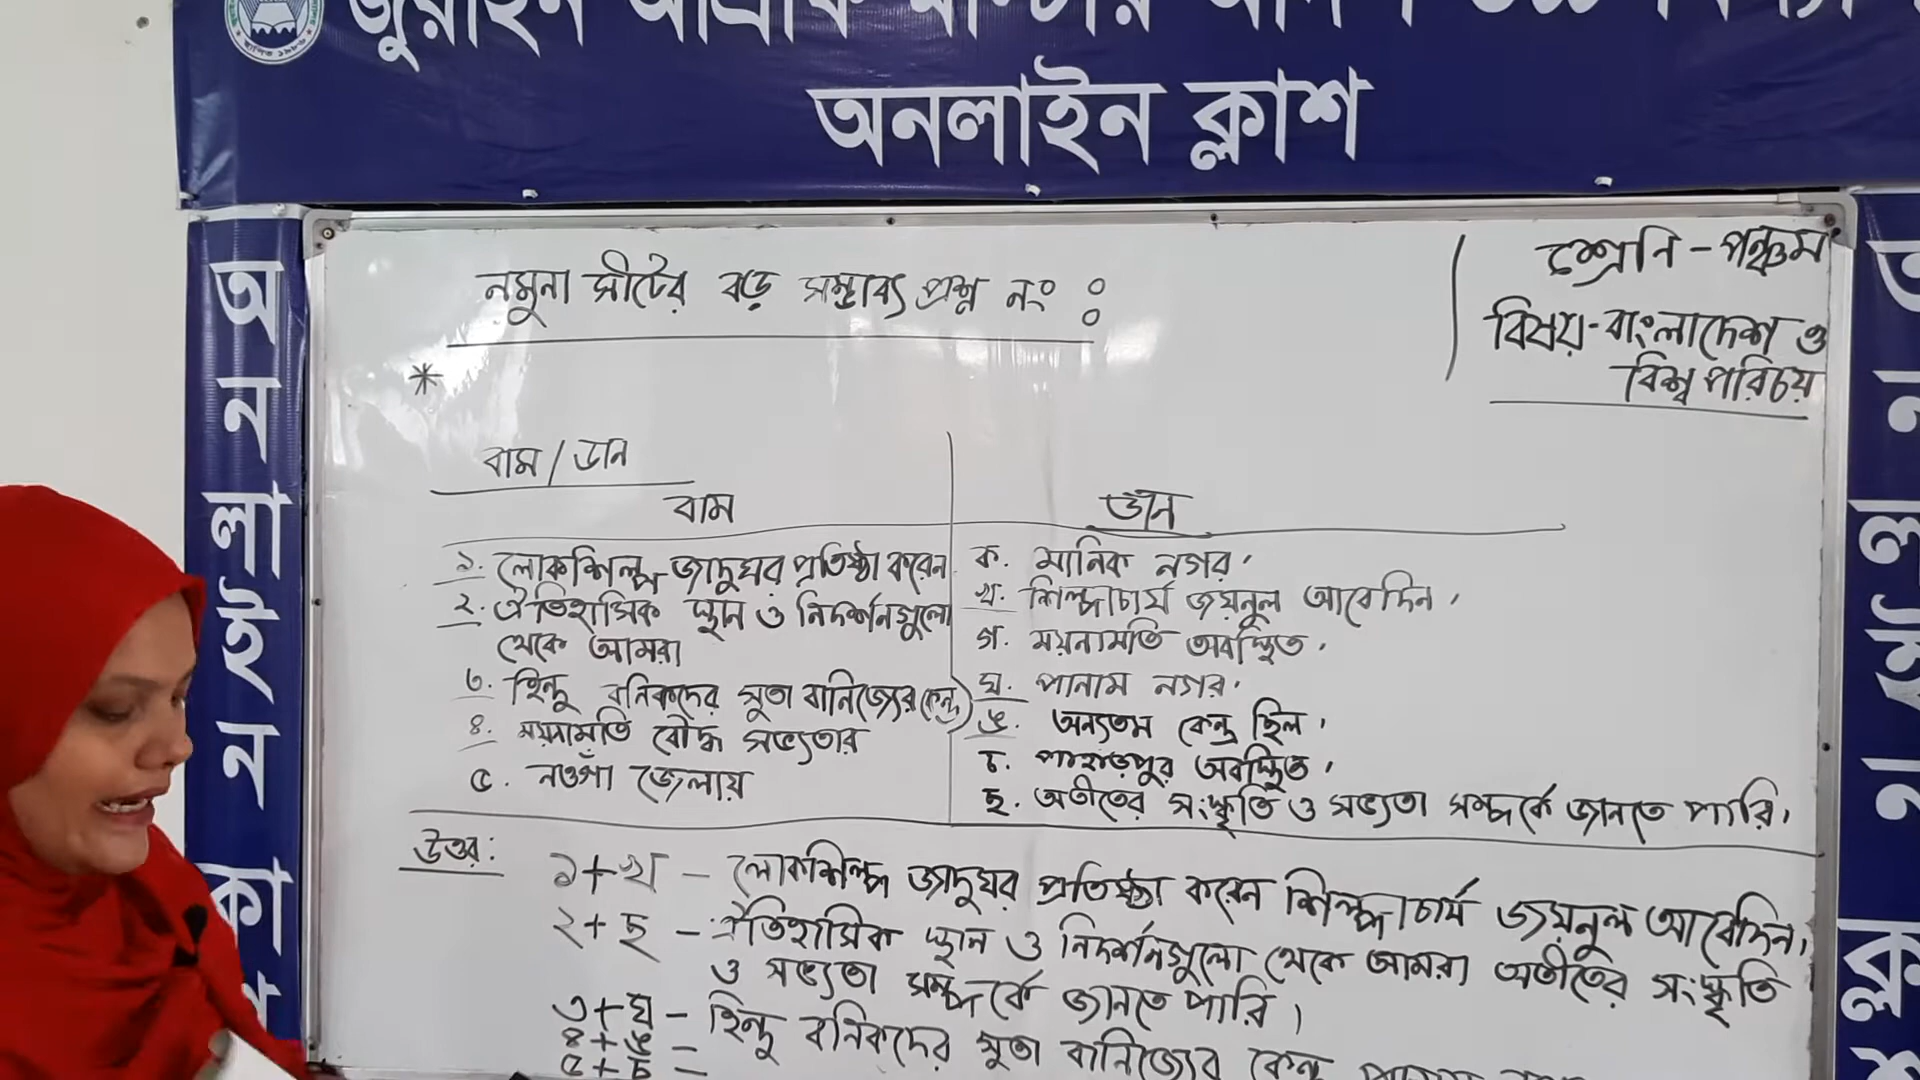 অনলাইন ক্লাশ
শ্রেনি - পঞ্চম
বিষয়-বাংলাদেশ ও
বিশ্ব পরিচয়
নমুনা সীটের বড় সম্ভাব্য প্রশ্ন নং ঃ
*
বাম / ডান
বাম
ডান
১. লোকশিল্প জাদুঘর প্রতিষ্ঠা করেন
২. ঐতিহাসিক স্থান ও নিদর্শনগুলো
থেকে আমরা
৩. হিন্দু বনিকদের সুতা বানিজ্যের কেন্দ্র
৪. ময়নামতি বৌদ্ধ সভ্যতার
৫. নওগাঁ জেলায়
ক. মানিক নগর,
খ. শিল্পাচার্য জয়নুল আবেদিন,
গ. ময়নামতি অবস্থিত,
ঘ. পানাম নগর,
ঙ. অন্যতম কেন্দ্র ছিল,
চ. পাহাড়পুর অবস্থিত,
ছ. অতীতের সংস্কৃতি ও সভ্যতা সম্পর্কে জানতে পারি,
উত্তর:
১+খ – লোকশিল্প জাদুঘর প্রতিষ্ঠা করেন শিল্পাচার্য জয়নুল আবেদিন,
২+ছ – ঐতিহাসিক স্থান ও নিদর্শনগুলো থেকে আমরা অতীতের সংস্কৃতি
ও সভ্যতা সম্পর্কে জানতে পারি।
৩+ঘ – হিন্দু বনিকদের সুতা বানিজ্যের কেন্দ্র
৪+ঙ =
৫+চ =